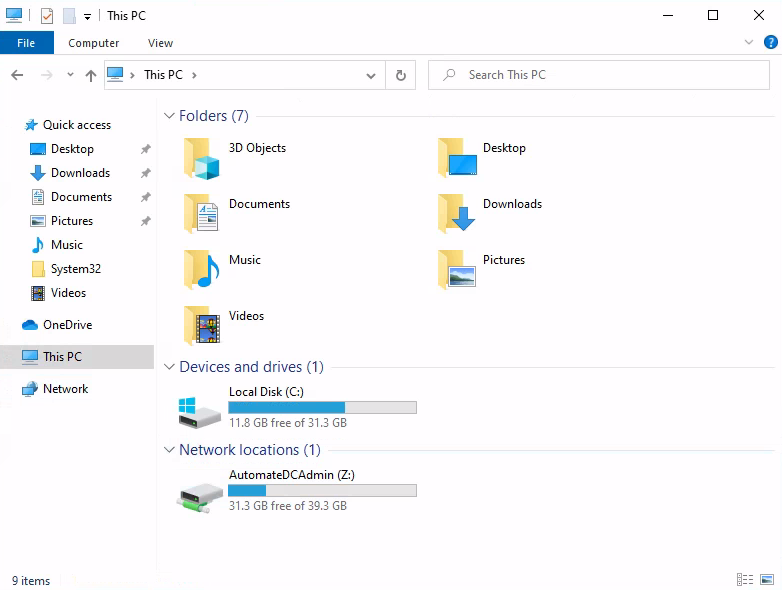 This PC
File
Computer
View
This PC
Search This PC
Quick access
Desktop
Downloads
Documents
Pictures
Music
System32
Videos
OneDrive
This PC
Network
Folders (7)
3D Objects
Desktop
Documents
Downloads
Music
Pictures
Videos
Devices and drives (1)
Local Disk (C:)
11.8 GB free of 31.3 GB
Network locations (1)
AutomateDCAdmin (Z:)
31.3 GB free of 39.3 GB
9 items